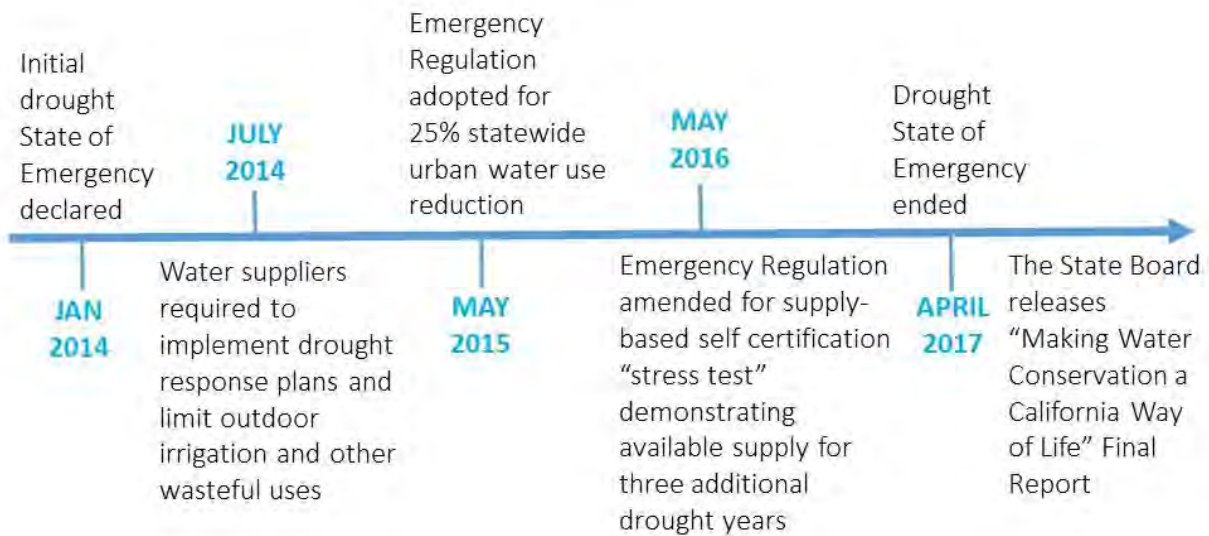 Initial
drought
State of
Emergency
declared
JAN
2014
JULY
2014
Water suppliers
required to
implement drought
response plans and
limit outdoor
irrigation and other
wasteful uses
Emergency
Regulation
adopted for
25% statewide
urban water use
reduction
MAY
2015
MAY
2016
Emergency Regulation
amended for supply-
based self certification
“stress test”
demonstrating
available supply for
three additional
drought years
Drought
State of
Emergency
ended
APRIL
2017
The State Board
releases
“Making Water
Conservation a
California Way
of Life” Final
Report